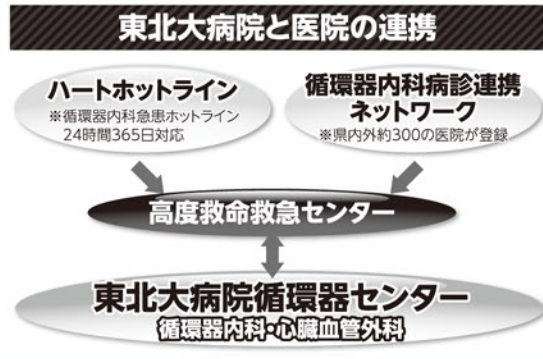 東北大病院と医院の連携
ハートホットライン
※循環器内科急患ホットライン
24時間365日対応
循環器内科病診連携
ネットワーク
※県内外約300の医院が登録
高度救命救急センター
東北大病院循環器センター
循環器内科・心臓血管外科